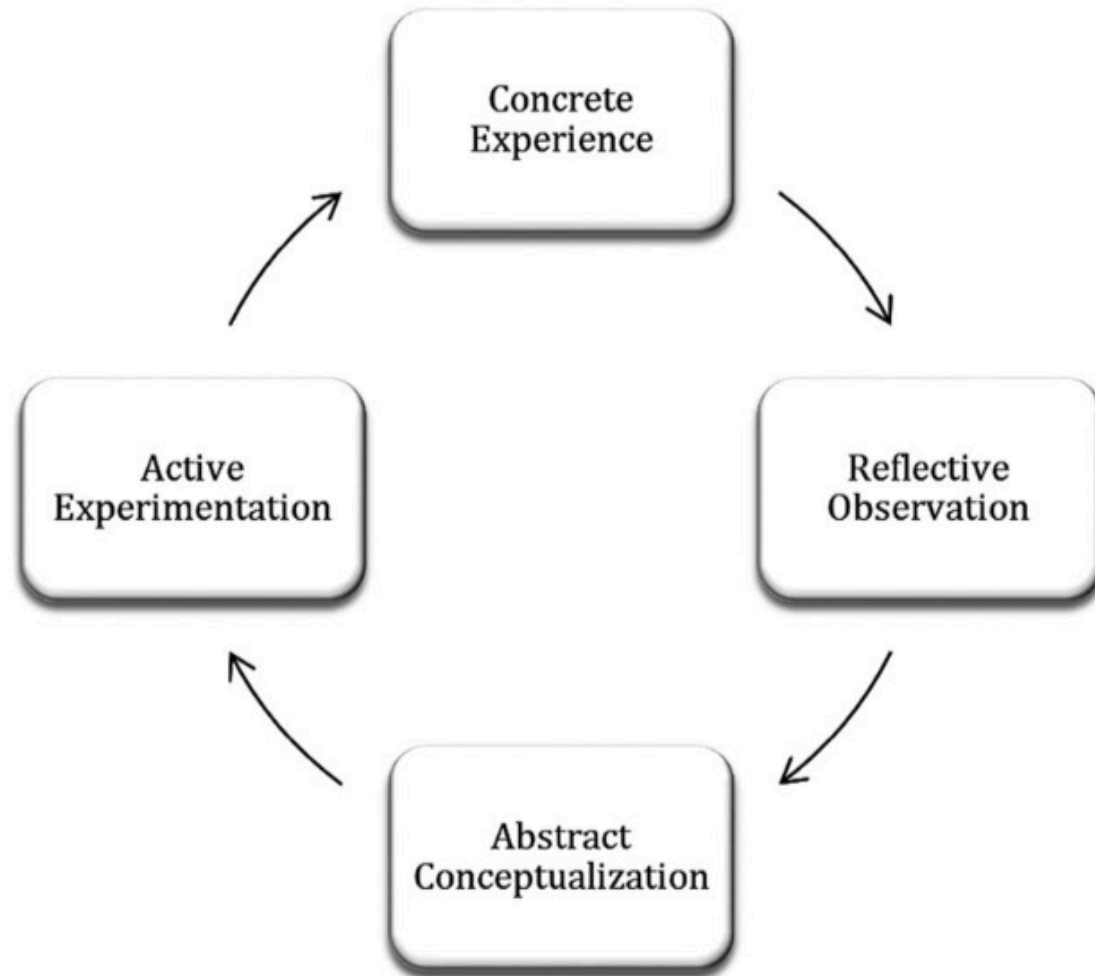 Concrete
Experience
Reflective
Observation
Abstract
Conceptualization
Active
Experimentation